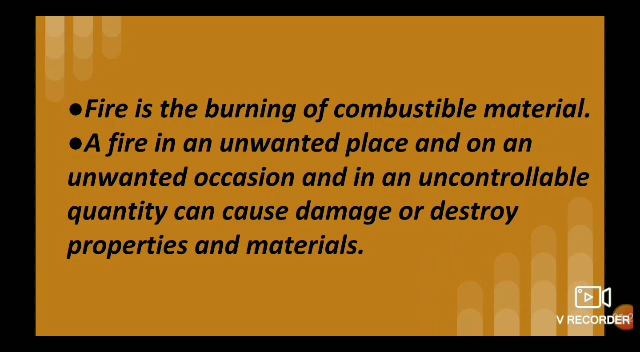 ●Fire is the burning of combustible material.
●A fire in an unwanted place and on an
unwanted occasion and in an uncontrollable
quantity can cause damage or destroy
properties and materials.
V RECORDER